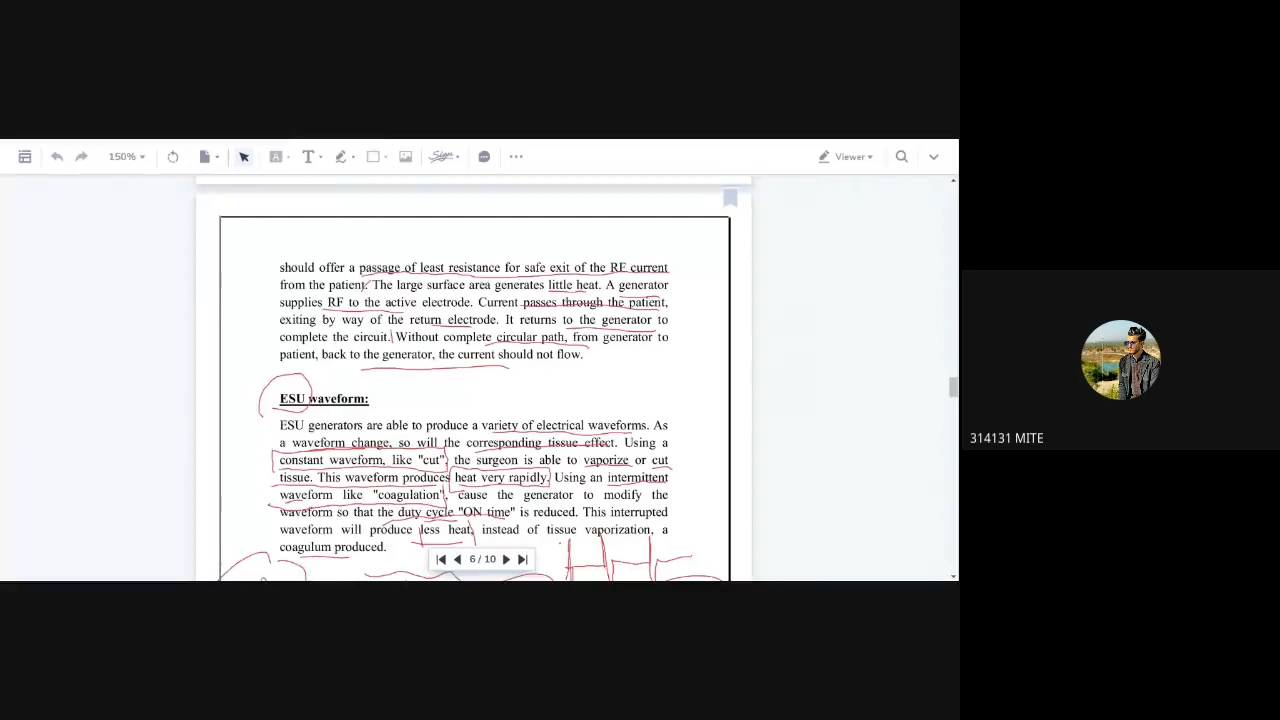 150%
T
Sign
Viewer
should offer a passage of least resistance for safe exit of the RF current
from the patient. The large surface area generates little heat. A generator
supplies RF to the active electrode. Current passes through the patient,
exiting by way of the return electrode. It returns to the generator to
complete the circuit. Without complete circular path, from generator to
patient, back to the generator, the current should not flow.
ESU waveform:
ESU generators are able to produce a variety of electrical waveforms. As
a waveform change, so will the corresponding tissue effect. Using a
constant waveform, like "cut", the surgeon is able to vaporize or cut
tissue. This waveform produces heat very rapidly. Using an intermittent
waveform like "coagulation", cause the generator to modify the
waveform so that the duty cycle "ON time" is reduced. This interrupted
waveform will produce less heat, instead of tissue vaporization, a
coagulum produced.
6 / 10
314131 MITE